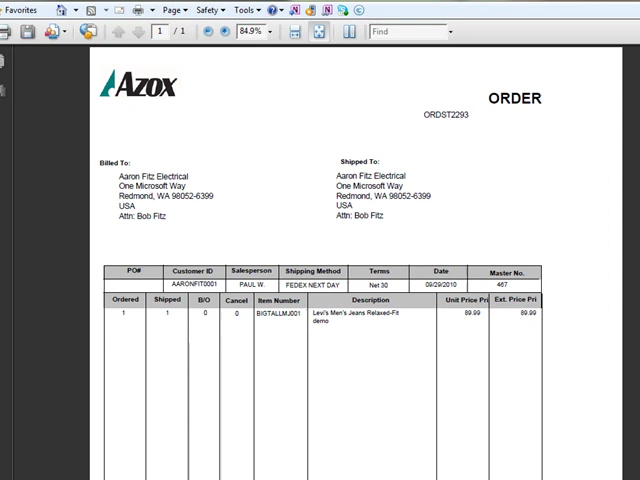 Favorites Page Safety Tools
1 / 1 84.9% Find
Azox
ORDER
ORDST2293
Billed To: Shipped To:
Aaron Fitz Electrical Aaron Fitz Electrical
One Microsoft Way One Microsoft Way
Redmond, WA 98052-6399 Redmond, WA 98052-6399
USA USA
Attn: Bob Fitz Attn: Bob Fitz
PO# Customer ID Salesperson Shipping Method Terms Date Master No.
AARONFIT0001 PAUL W. FEDEX NEXT DAY Net 30 09/29/2010 467
Ordered Shipped B/O Cancel Item Number Description Unit Price Pri Ext. Price Pri
1 1 0 0 BIGTALLMJ001 Levi's Men's Jeans Relaxed-Fit 89.99 89.99
demo